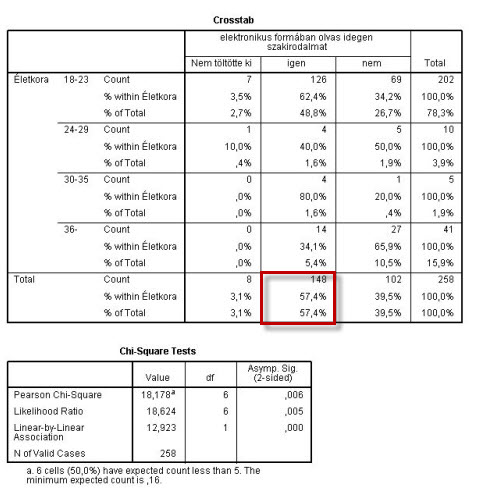 Crosstab
elektronikus formában olvas idegen
szakirodalmat
Nem töltötte ki igen nem Total
Életkora 18-23 Count 7 126 69 202
% within Életkora 3,5% 62,4% 34,2% 100,0%
% of Total 2,7% 48,8% 26,7% 78,3%
24-29 Count 1 4 5 10
% within Életkora 10,0% 40,0% 50,0% 100,0%
% of Total ,4% 1,6% 1,9% 3,9%
30-35 Count 0 4 1 5
% within Életkora ,0% 80,0% 20,0% 100,0%
% of Total ,0% 1,6% ,4% 1,9%
36- Count 0 14 27 41
% within Életkora ,0% 34,1% 65,9% 100,0%
% of Total ,0% 5,4% 10,5% 15,9%
Total Count 8 148 102 258
% within Életkora 3,1% 57,4% 39,5% 100,0%
% of Total 3,1% 57,4% 39,5% 100,0%
Chi-Square Tests
Value df Asymp. Sig.
(2-sided)
Pearson Chi-Square 18,178a 6 ,006
Likelihood Ratio 18,624 6 ,005
Linear-by-Linear
Association 12,923 1 ,000
N of Valid Cases 258
a. 6 cells (50,0%) have expected count less than 5. The
minimum expected count is ,16.